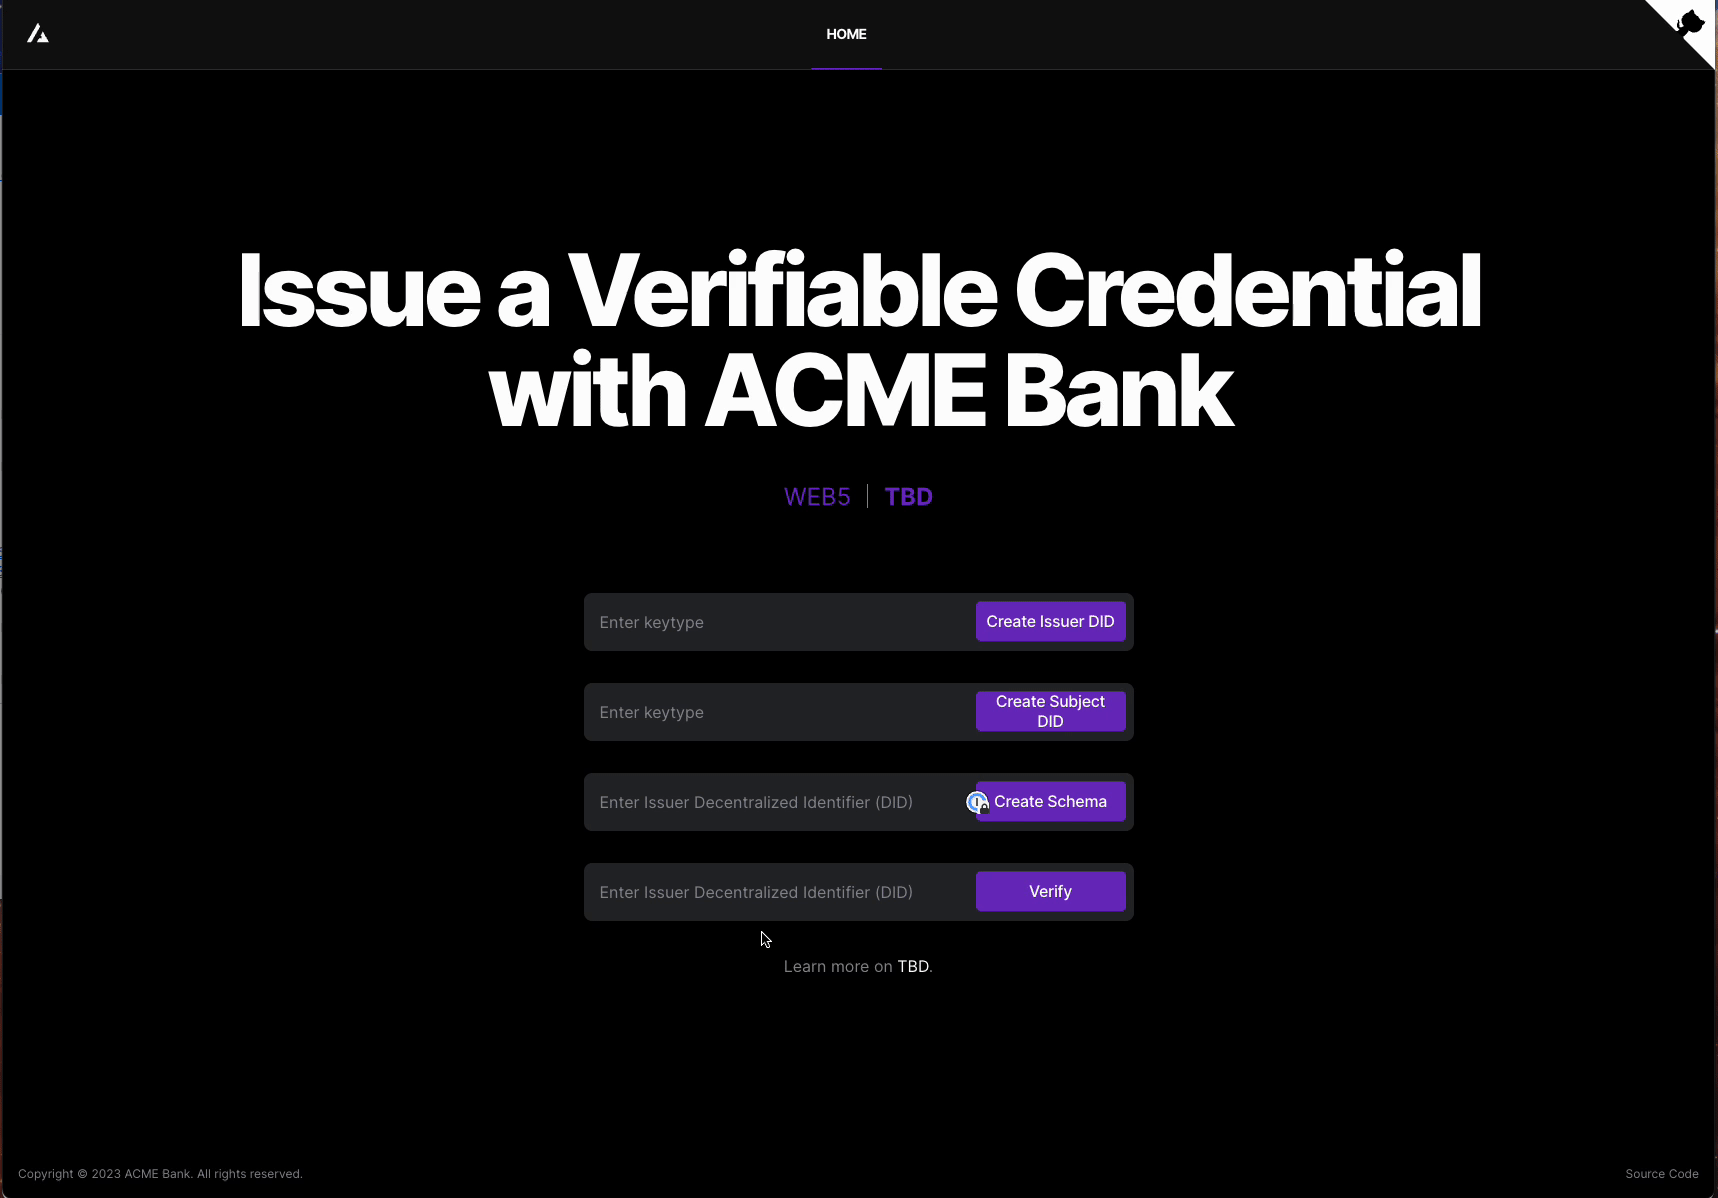 HOME
Issue a Verifiable Credential
with ACME Bank
WEB5 | TBD
Enter keytype
Create Issuer DID
Enter keytype
Create Subject
DID
Enter Issuer Decentralized Identifier (DID)
Create Schema
Enter Issuer Decentralized Identifier (DID)
Verify
Learn more on TBD.
Copyright © 2023 ACME Bank. All rights reserved.
Source Code